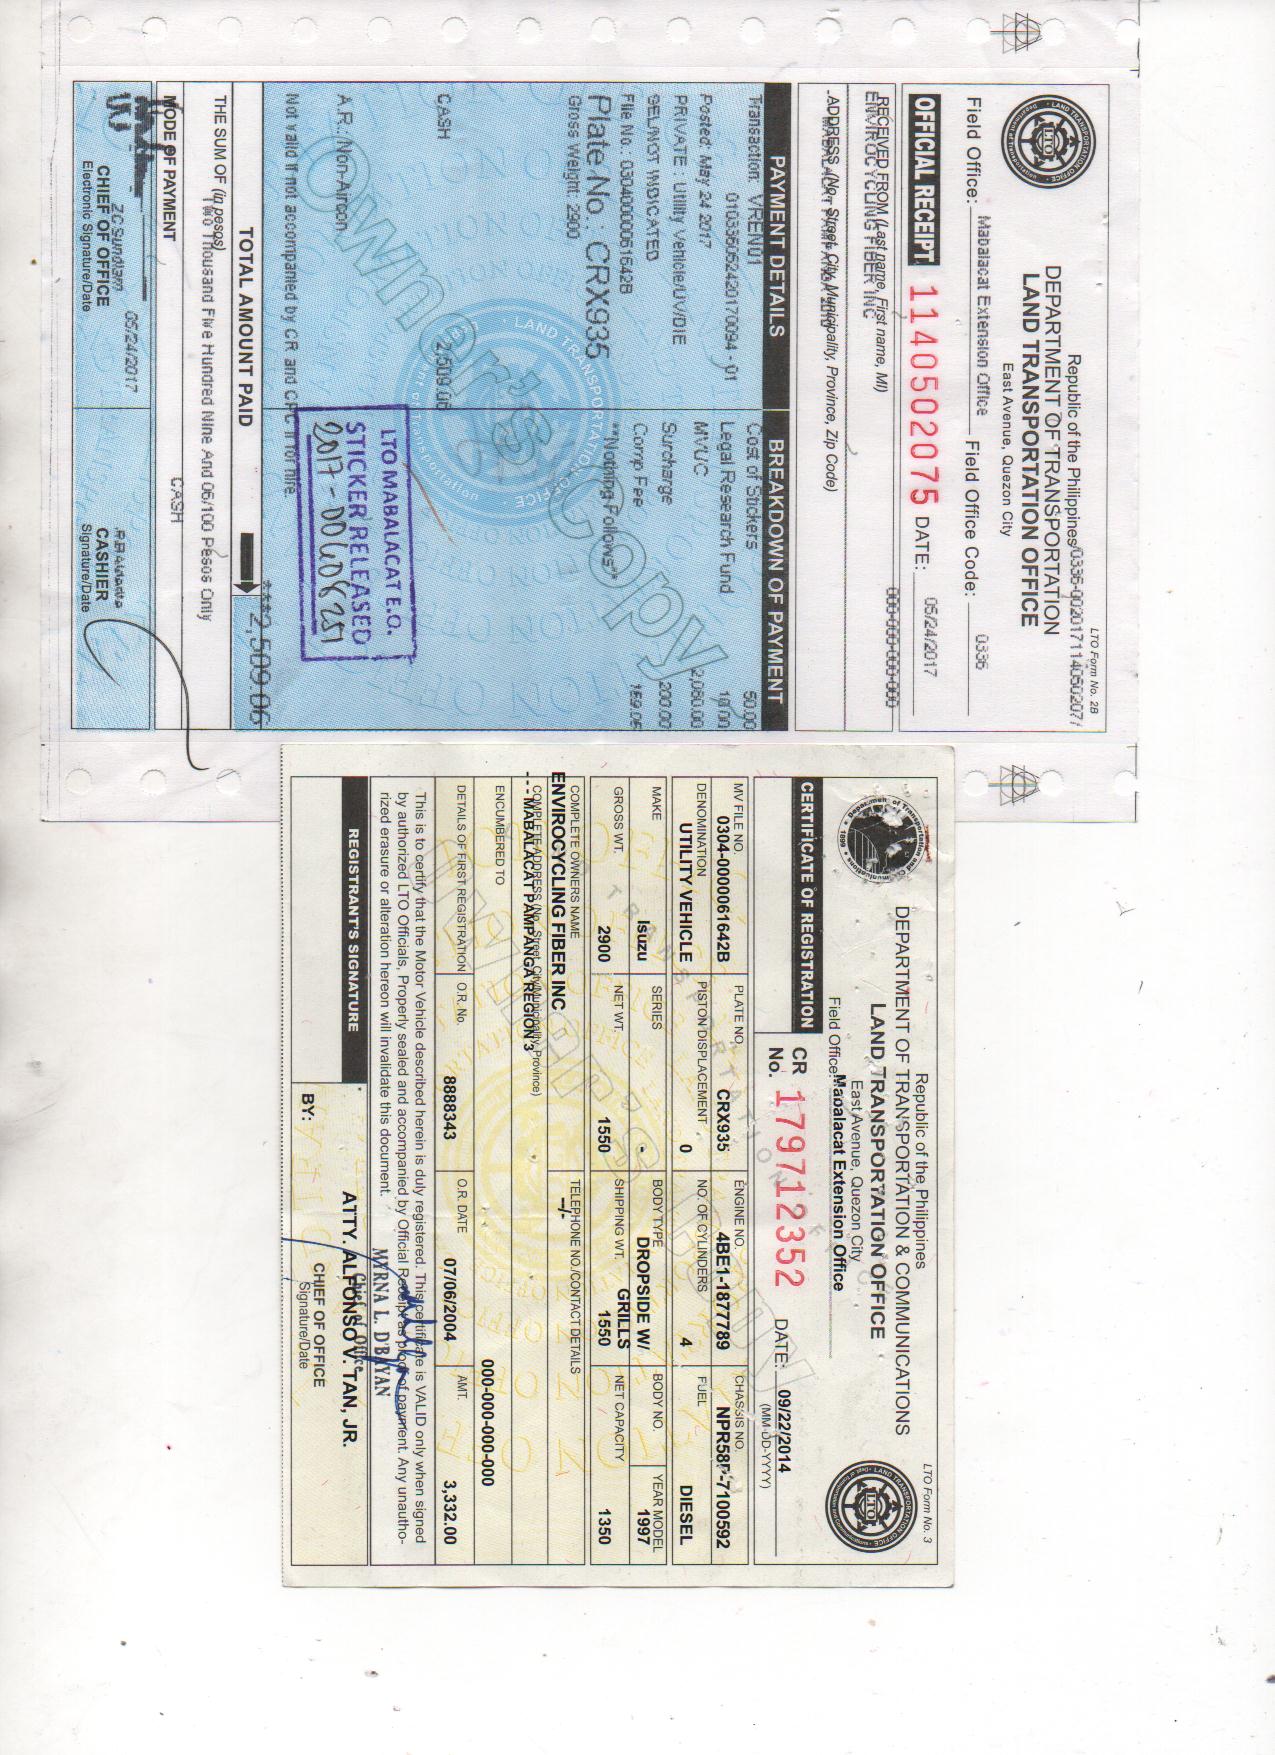 LTO Form No. 2B
Republic of the Philippines
DEPARTMENT OF TRANSPORTATION
LAND TRANSPORTATION OFFICE
East Avenue, Quezon City
Field Office: Mabalacat Extension Office Field Office Code: 0336
OFFICIAL RECEIPT 1140502075 DATE: 05/24/2017
000-000-000-000
RECEIVED FROM (Last name, First name, MI)
ENVIROCYCLING FIBER INC
ADDRESS (No., Street, City, Municipality, Province, Zip Code)
MABALACAT PAMPANGA 2010
PAYMENT DETAILS BREAKDOWN OF PAYMENT
Transaction: VREN01 Cost of Stickers 50.00
010336052420170094 - 01 Legal Research Fund 10.00
Posted: May 24 2017 MVUC 2,080.00
PRIVATE : Utility Vehicle/UV/DIE Surcharge 200.00
GEL/NOT INDICATED Comp Fee 169.06
File No.: 03040000061642B **Nothing Follows**
Plate No.: CRX935
Gross Weight: 2900
CASH 2,509.06
LTO MABALACAT E.O.
STICKER RELEASED
2017-00408251
A.R.: Non-Aircon
Not valid if not accompanied by CR and CPC if for hire.
Owner's Copy
TOTAL AMOUNT PAID ***2,509.06
THE SUM OF (in pesos)
Two Thousand Five Hundred Nine And 06/100 Pesos Only
MODE OF PAYMENT CASH
05/24/2017
CHIEF OF OFFICE
Electronic Signature/Date
CASHIER
Signature/Date
LTO Form No. 3
Republic of the Philippines
DEPARTMENT OF TRANSPORTATION & COMMUNICATIONS
LAND TRANSPORTATION OFFICE
East Avenue, Quezon City
Field Office: Mabalacat Extension Office
CERTIFICATE OF REGISTRATION CR No. 179712352 DATE: 09/22/2014
(MM-DD-YYYY)
MV FILE NO. PLATE NO. ENGINE NO. CHASSIS NO.
0304-0000061642B CRX935 4BE1-1877789 NPR58P-7100592
DENOMINATION PISTON DISPLACEMENT NO. OF CYLINDERS FUEL
UTILITY VEHICLE 0 4 DIESEL
MAKE SERIES BODY TYPE BODY NO. YEAR MODEL
Isuzu - DROPSIDE W/ GRILLS 1997
GROSS WT. NET WT. SHIPPING WT. NET CAPACITY
2900 1550 1550 1350
COMPLETE OWNERS NAME TELEPHONE NO./CONTACT DETAILS
ENVIROCYCLING FIBER INC --/-
COMPLETE ADDRESS (No., Street, City/Municipality, Province)
- - - MABALACAT PAMPANGA REGION 3
ENCUMBERED TO
000-000-000-000
DETAILS OF FIRST REGISTRATION O.R. No. O.R. DATE AMT.
8888343 07/06/2004 3,332.00
This is to certify that the Motor Vehicle described herein is duly registered. This certificate is VALID only when signed
by authorized LTO Officials, Properly sealed and accompanied by Official Receipt as proof of payment. Any unautho-
rized erasure or alteration hereon will invalidate this document.
MYRNA L. D'BAYAN
Chief of Office
REGISTRANT'S SIGNATURE
ATTY. ALFONSO V. TAN, JR.
BY: CHIEF OF OFFICE
Signature/Date
Owner's Copy